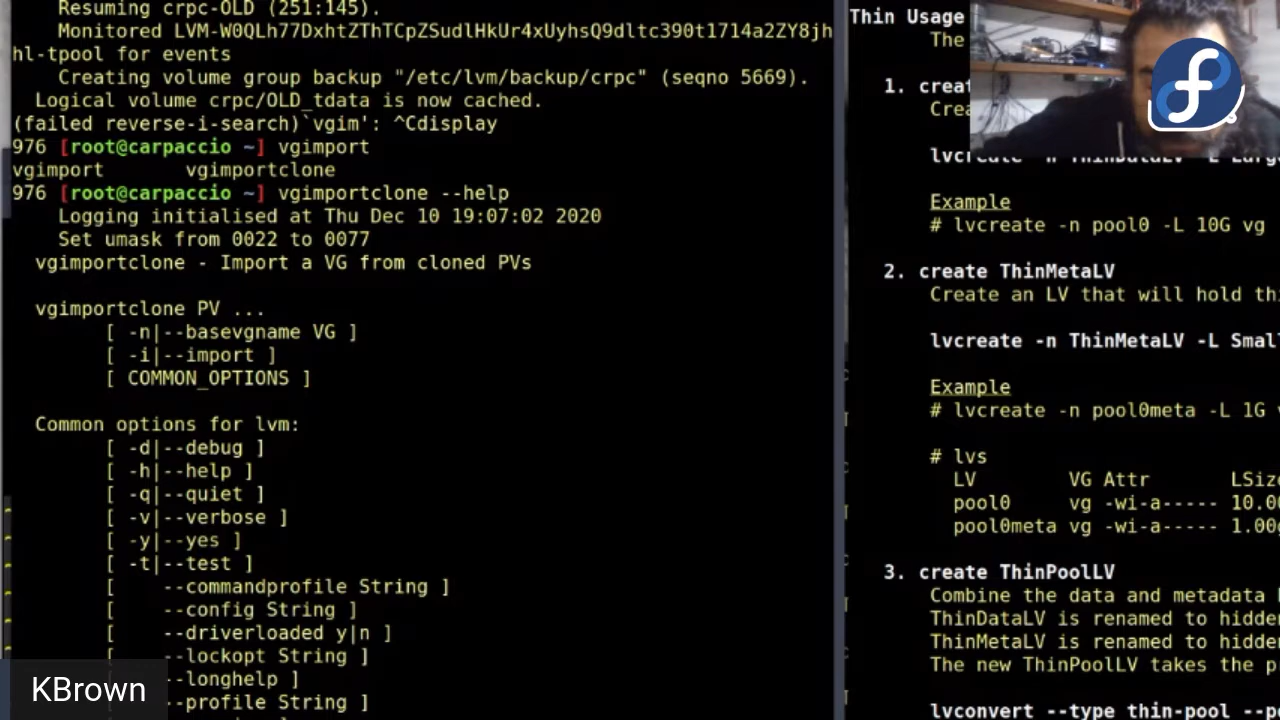 Resuming crpc-OLD (251:145).
Monitored LVM-W0QLh77DxhtZThTCpZSudlHkUr4xUyhsQ9dltc390t1714a2ZY8jh
hl-tpool for events
Creating volume group backup "/etc/lvm/backup/crpc" (seqno 5669).
Logical volume crpc/OLD_tdata is now cached.
(failed reverse-i-search)`vgim': ^Cdisplay
976 [root@carpaccio ~] vgimport
vgimport vgimportclone
976 [root@carpaccio ~] vgimportclone --help
Logging initialised at Thu Dec 10 19:07:02 2020
Set umask from 0022 to 0077
vgimportclone - Import a VG from cloned PVs
vgimportclone PV ...
[ -n|--basevgname VG ]
[ -i|--import ]
[ COMMON_OPTIONS ]
Common options for lvm:
[ -d|--debug ]
[ -h|--help ]
[ -q|--quiet ]
[ -v|--verbose ]
[ -y|--yes ]
[ -t|--test ]
[ --commandprofile String ]
[ --config String ]
[ --driverloaded y|n ]
[ --lockopt String ]
--longhelp ]
--profile String ]
KBrown
Thin Usage
The
1. creat
Crea
Example
# lvcreate -n pool0 -L 10G vg
2. create ThinMetaLV
Create an LV that will hold th
lvcreate -n ThinMetaLV -L Smal
Example
# lvcreate -n pool0meta -L 1G
# lvs
LV VG Attr LSiz
pool0 vg -wi-a----- 10.0
pool0meta vg -wi-a----- 1.00
3. create ThinPoolLV
Combine the data and metadata
ThinDataLV is renamed to hidde
ThinMetaLV is renamed to hidde
The new ThinPoolLV takes the p
lvconvert --type thin-pool --p